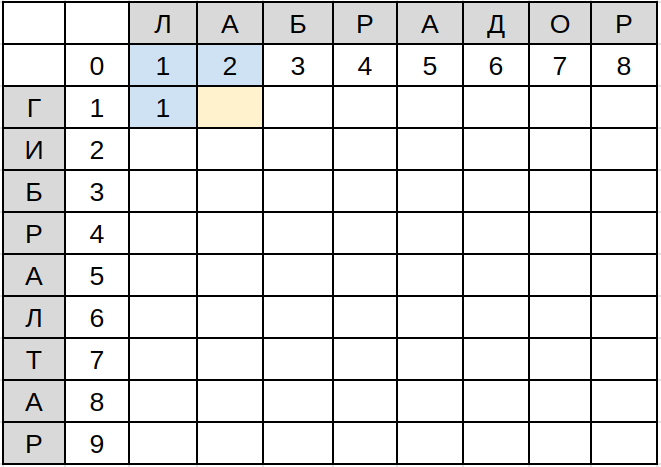 Л А Б Р А Д О Р
0 1 2 3 4 5 6 7 8
Г 1 1
И 2
Б 3
Р 4
А 5
Л 6
Т 7
А 8
Р 9